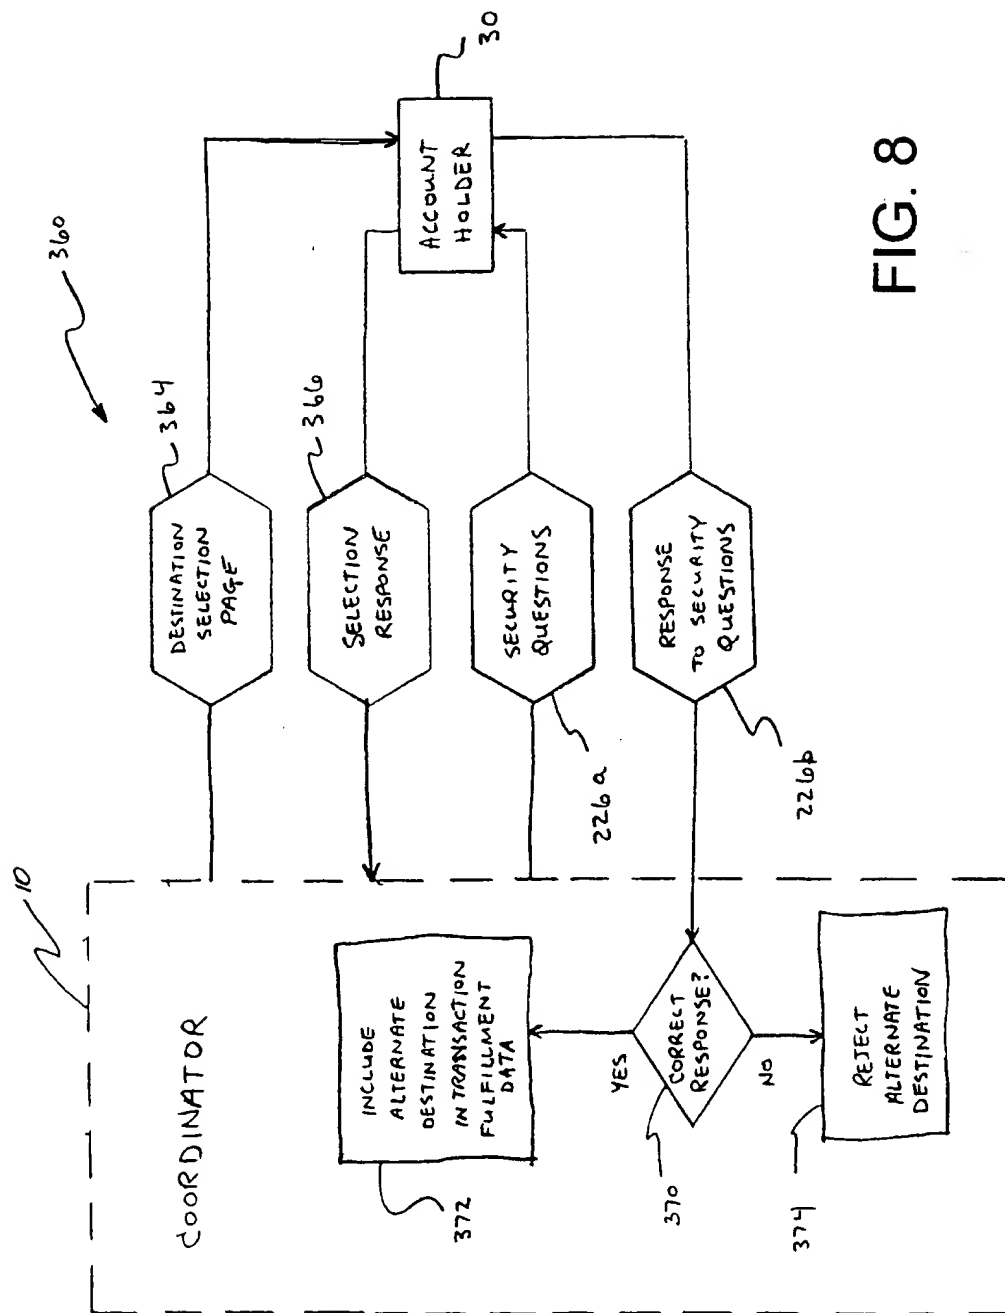 360
10
COORDINATOR
364
DESTINATION
SELECTION
PAGE
366
SELECTION
RESPONSE
SECURITY
QUESTIONS
226a
RESPONSE
TO SECURITY
QUESTIONS
226b
ACCOUNT
HOLDER
30
INCLUDE
ALTERNATE
DESTINATION
IN TRANSACTION
FULFILLMENT
DATA
372
YES
CORRECT
RESPONSE?
370
NO
REJECT
ALTERNATE
DESTINATION
374
FIG. 8